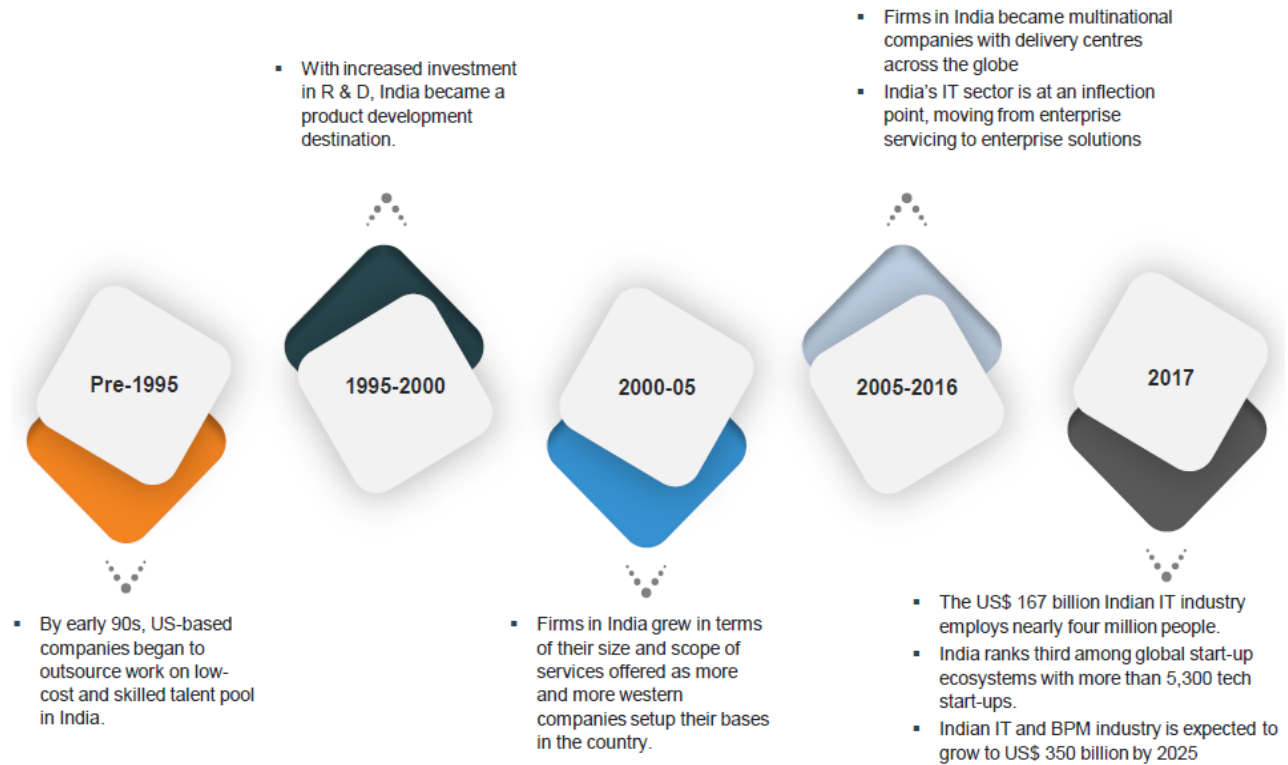 Pre-1995
▪ By early 90s, US-based
companies began to
outsource work on low-
cost and skilled talent pool
in India.
▪ With increased investment
in R & D, India became a
product development
destination.
1995-2000
2000-05
▪ Firms in India grew in terms
of their size and scope of
services offered as more
and more western
companies setup their bases
in the country.
▪ Firms in India became multinational
companies with delivery centres
across the globe
▪ India's IT sector is at an inflection
point, moving from enterprise
servicing to enterprise solutions
2005-2016
2017
▪ The US$ 167 billion Indian IT industry
employs nearly four million people.
▪ India ranks third among global start-up
ecosystems with more than 5,300 tech
start-ups.
▪ Indian IT and BPM industry is expected to
grow to US$ 350 billion by 2025